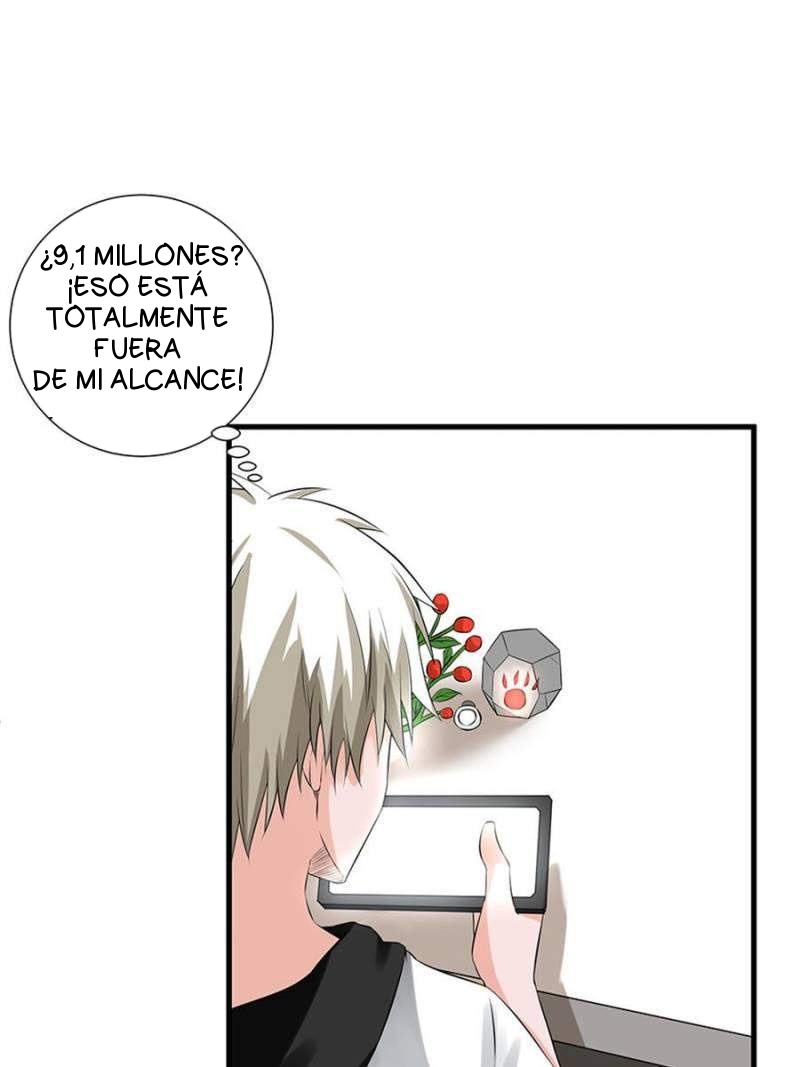 ¿9,1 MILLONES?
¡ESO ESTÁ
TOTALMENTE
FUERA
DE MI ALCANCE!